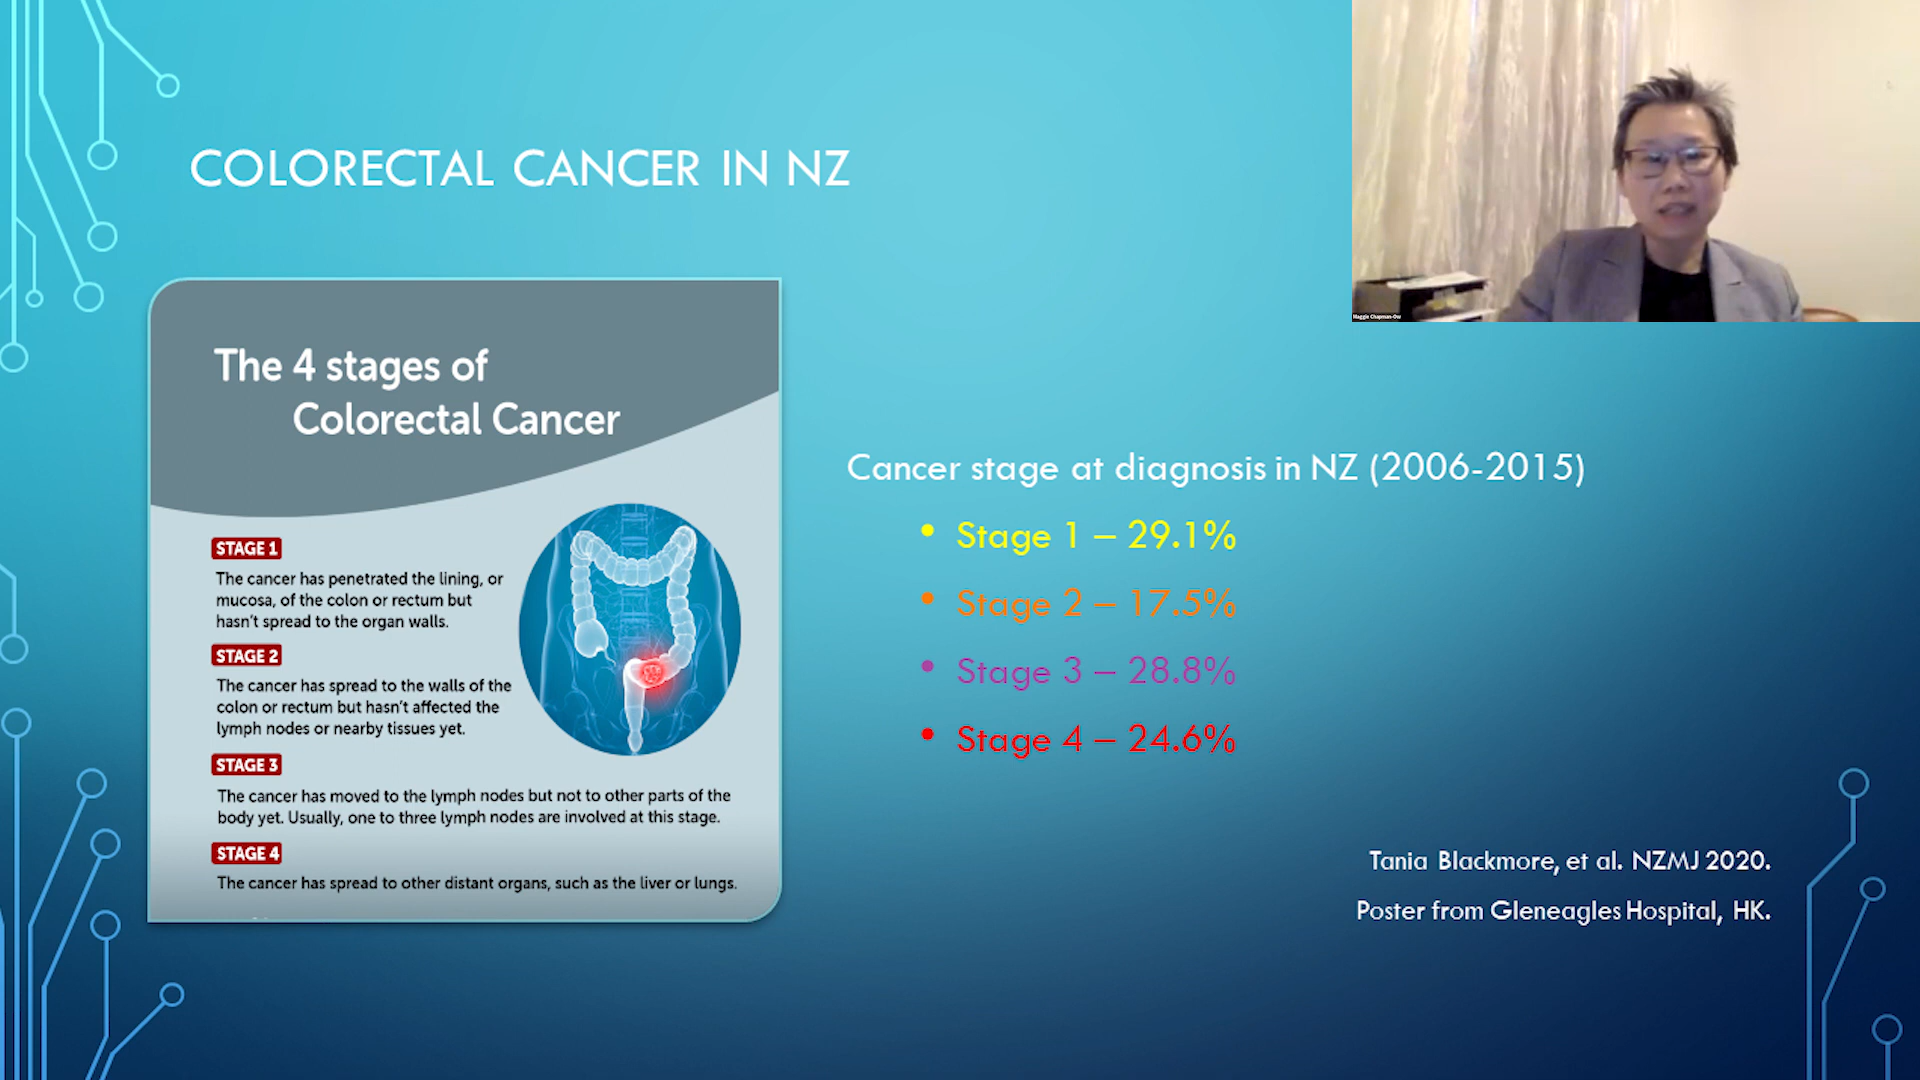 COLORECTAL CANCER IN NZ
The 4 stages of
Colorectal Cancer
STAGE 1
The cancer has penetrated the lining, or
mucosa, of the colon or rectum but
hasn't spread to the organ walls.
STAGE 2
The cancer has spread to the walls of the
colon or rectum but hasn't affected the
lymph nodes or nearby tissues yet.
STAGE 3
The cancer has moved to the lymph nodes but not to other parts of the
body yet. Usually, one to three lymph nodes are involved at this stage.
STAGE 4
The cancer has spread to other distant organs, such as the liver or lungs.
Cancer stage at diagnosis in NZ (2006-2015)
• Stage 1 – 29.1%
• Stage 2 – 17.5%
• Stage 3 – 28.8%
• Stage 4 – 24.6%
Tania Blackmore, et al. NZMJ 2020.
Poster from Gleneagles Hospital, HK.
Maggie Chapman-Ow